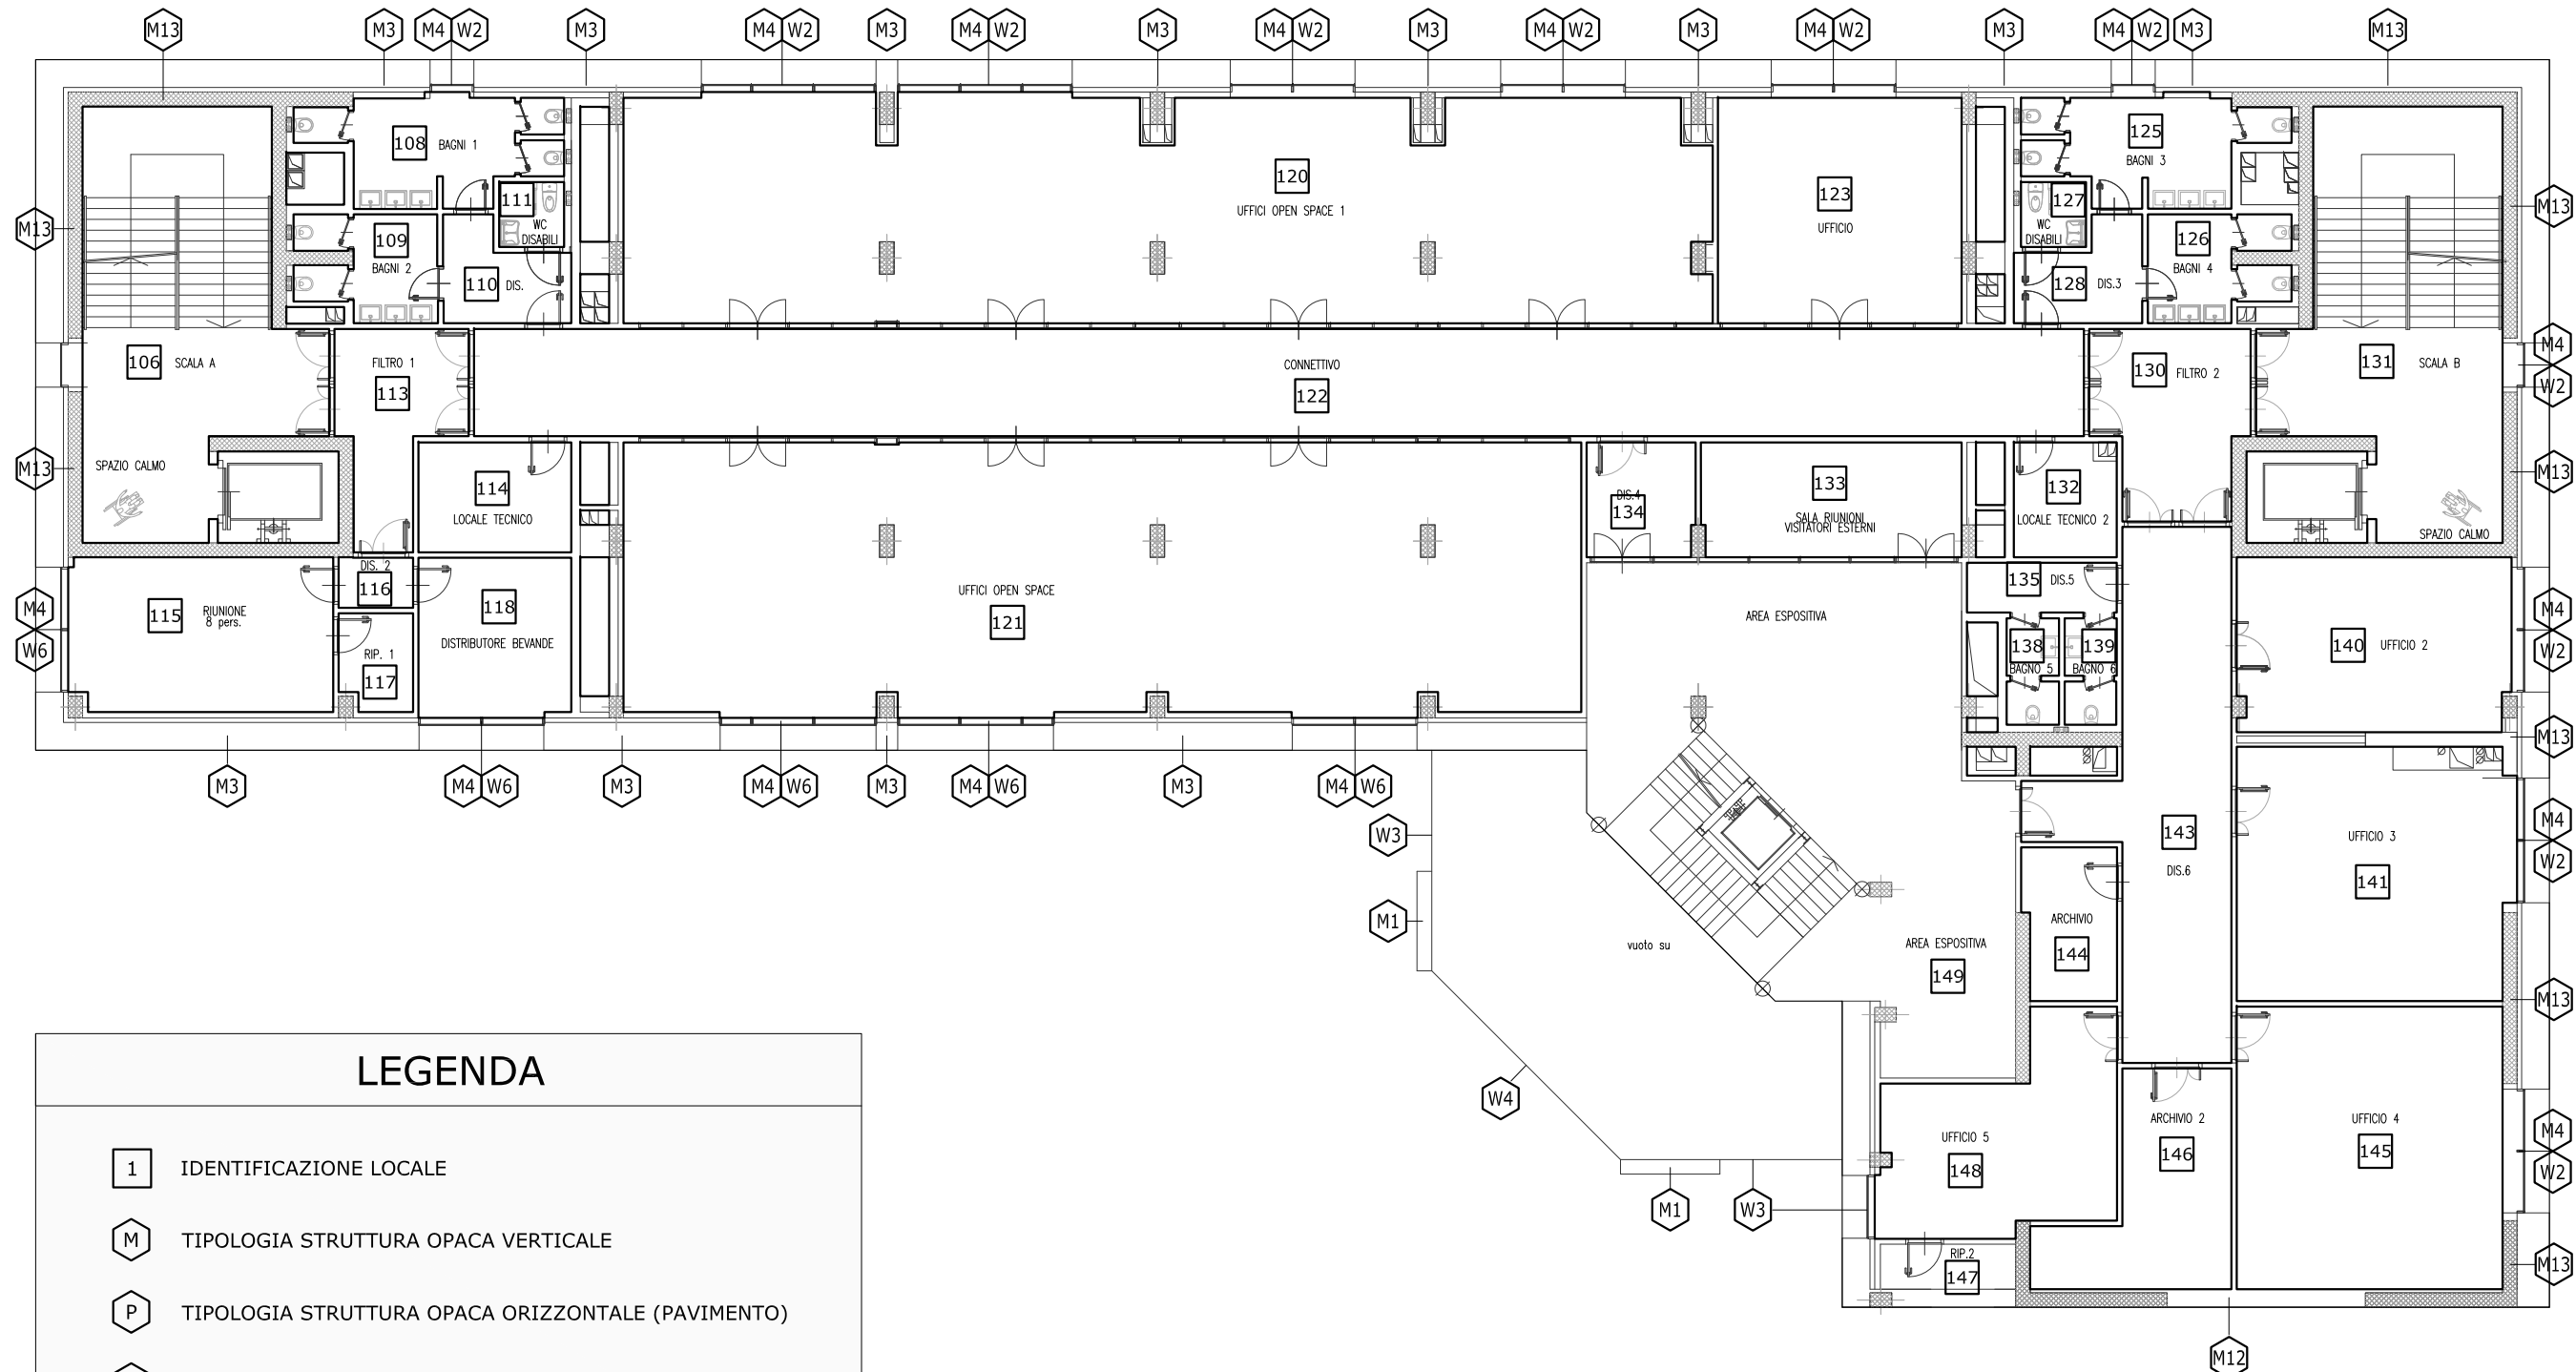 M13 M3 M4 W2 M3 M4 W2 M3 M4 W2 M3 M4 W2 M3 M4 W2 M3 M4 W2 M3 M4 W2 M3 M13
108 BAGNI 1
125
BAGNI 3
111
WC
DISABILI
120
UFFICI OPEN SPACE 1
123
UFFICIO
127
WC
DISABILI
M13
M13
109
BAGNI 2
126
BAGNI 4
110 DIS.
128 DIS.3
106 SCALA A
FILTRO 1
113
CONNETTIVO
122
130 FILTRO 2
131 SCALA B
M4
W2
M13
SPAZIO CALMO
114
LOCALE TECNICO
DIS.4
134
133
SALA RIUNIONI
VISITATORI ESTERNI
132
LOCALE TECNICO 2
SPAZIO CALMO
M13
M4
W6
115 RIUNIONE
8 pers.
DIS. 2
116
118
DISTRIBUTORE BEVANDE
RIP. 1
117
UFFICI OPEN SPACE
121
AREA ESPOSITIVA
135 DIS.5
138
BAGNO 5
139
BAGNO 6
140 UFFICIO 2
M4
W2
M13
M3 M4 W6 M3 M4 W6 M3 M4 W6 M3 M4 W6
W3
M1
vuoto su
AREA ESPOSITIVA
149
143
DIS.6
ARCHIVIO
144
UFFICIO 3
141
M4
W2
M13
W4
M1
W3
UFFICIO 5
148
ARCHIVIO 2
146
UFFICIO 4
145
M4
W2
M13
RIP.2
147
M12
LEGENDA
1 IDENTIFICAZIONE LOCALE
M TIPOLOGIA STRUTTURA OPACA VERTICALE
P TIPOLOGIA STRUTTURA OPACA ORIZZONTALE (PAVIMENTO)